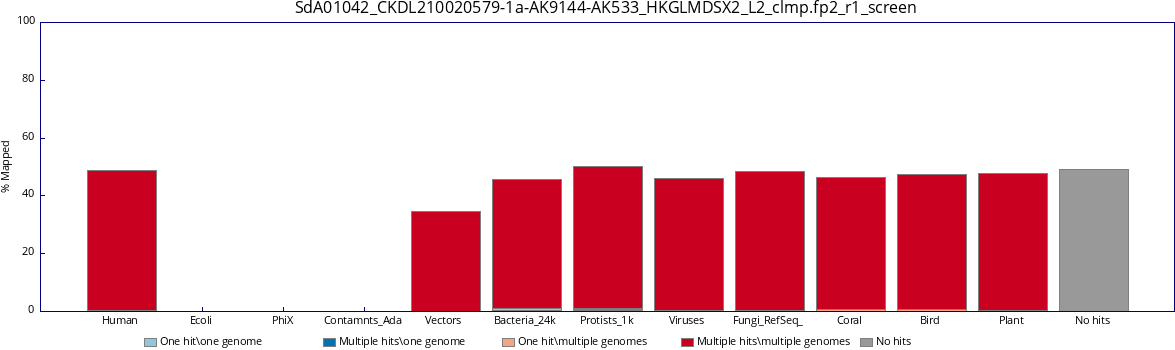 SdA01042_CKDL210020579-1a-AK9144-AK533_HKGLMDSX2_L2_clmp.fp2_r1_screen
100
80
60
40
20
0
% Mapped
Human Ecoli PhiX Contamnts_Ada Vectors Bacteria_24k Protists_1k Viruses Fungi_RefSeq_ Coral Bird Plant No hits
One hit\one genome Multiple hits\one genome One hit\multiple genomes Multiple hits\multiple genomes No hits